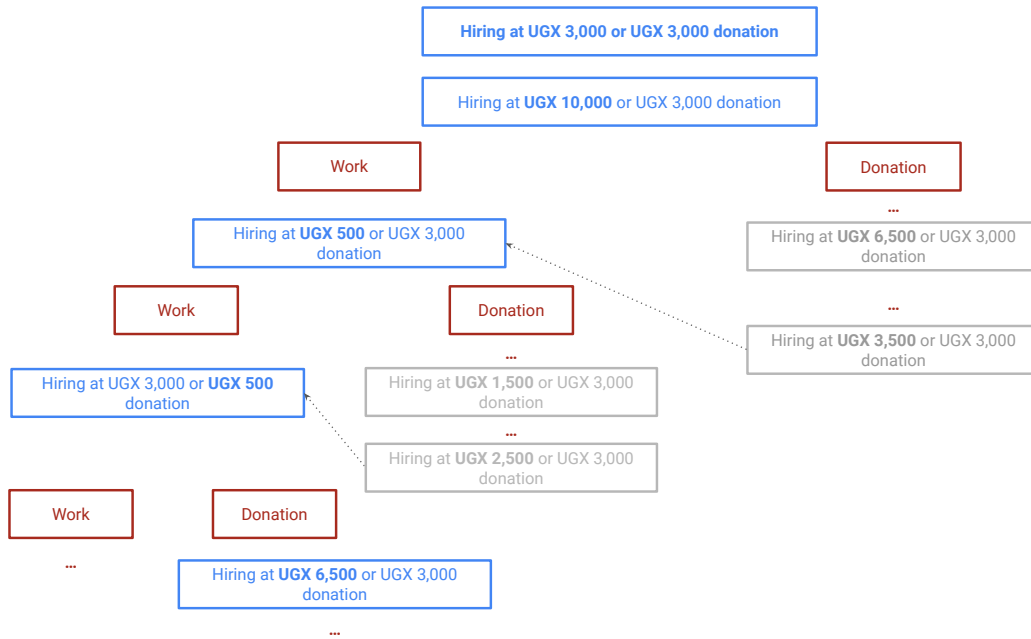 Hiring at UGX 3,000 or UGX 3,000 donation
Hiring at UGX 10,000 or UGX 3,000 donation
Work
Donation
...
Hiring at UGX 500 or UGX 3,000
donation
Hiring at UGX 6,500 or UGX 3,000
donation
Work
Donation
...
Hiring at UGX 3,500 or UGX 3,000
donation
...
Hiring at UGX 3,000 or UGX 500
donation
Hiring at UGX 1,500 or UGX 3,000
donation
...
Hiring at UGX 2,500 or UGX 3,000
donation
Work
Donation
...
Hiring at UGX 6,500 or UGX 3,000
donation
...